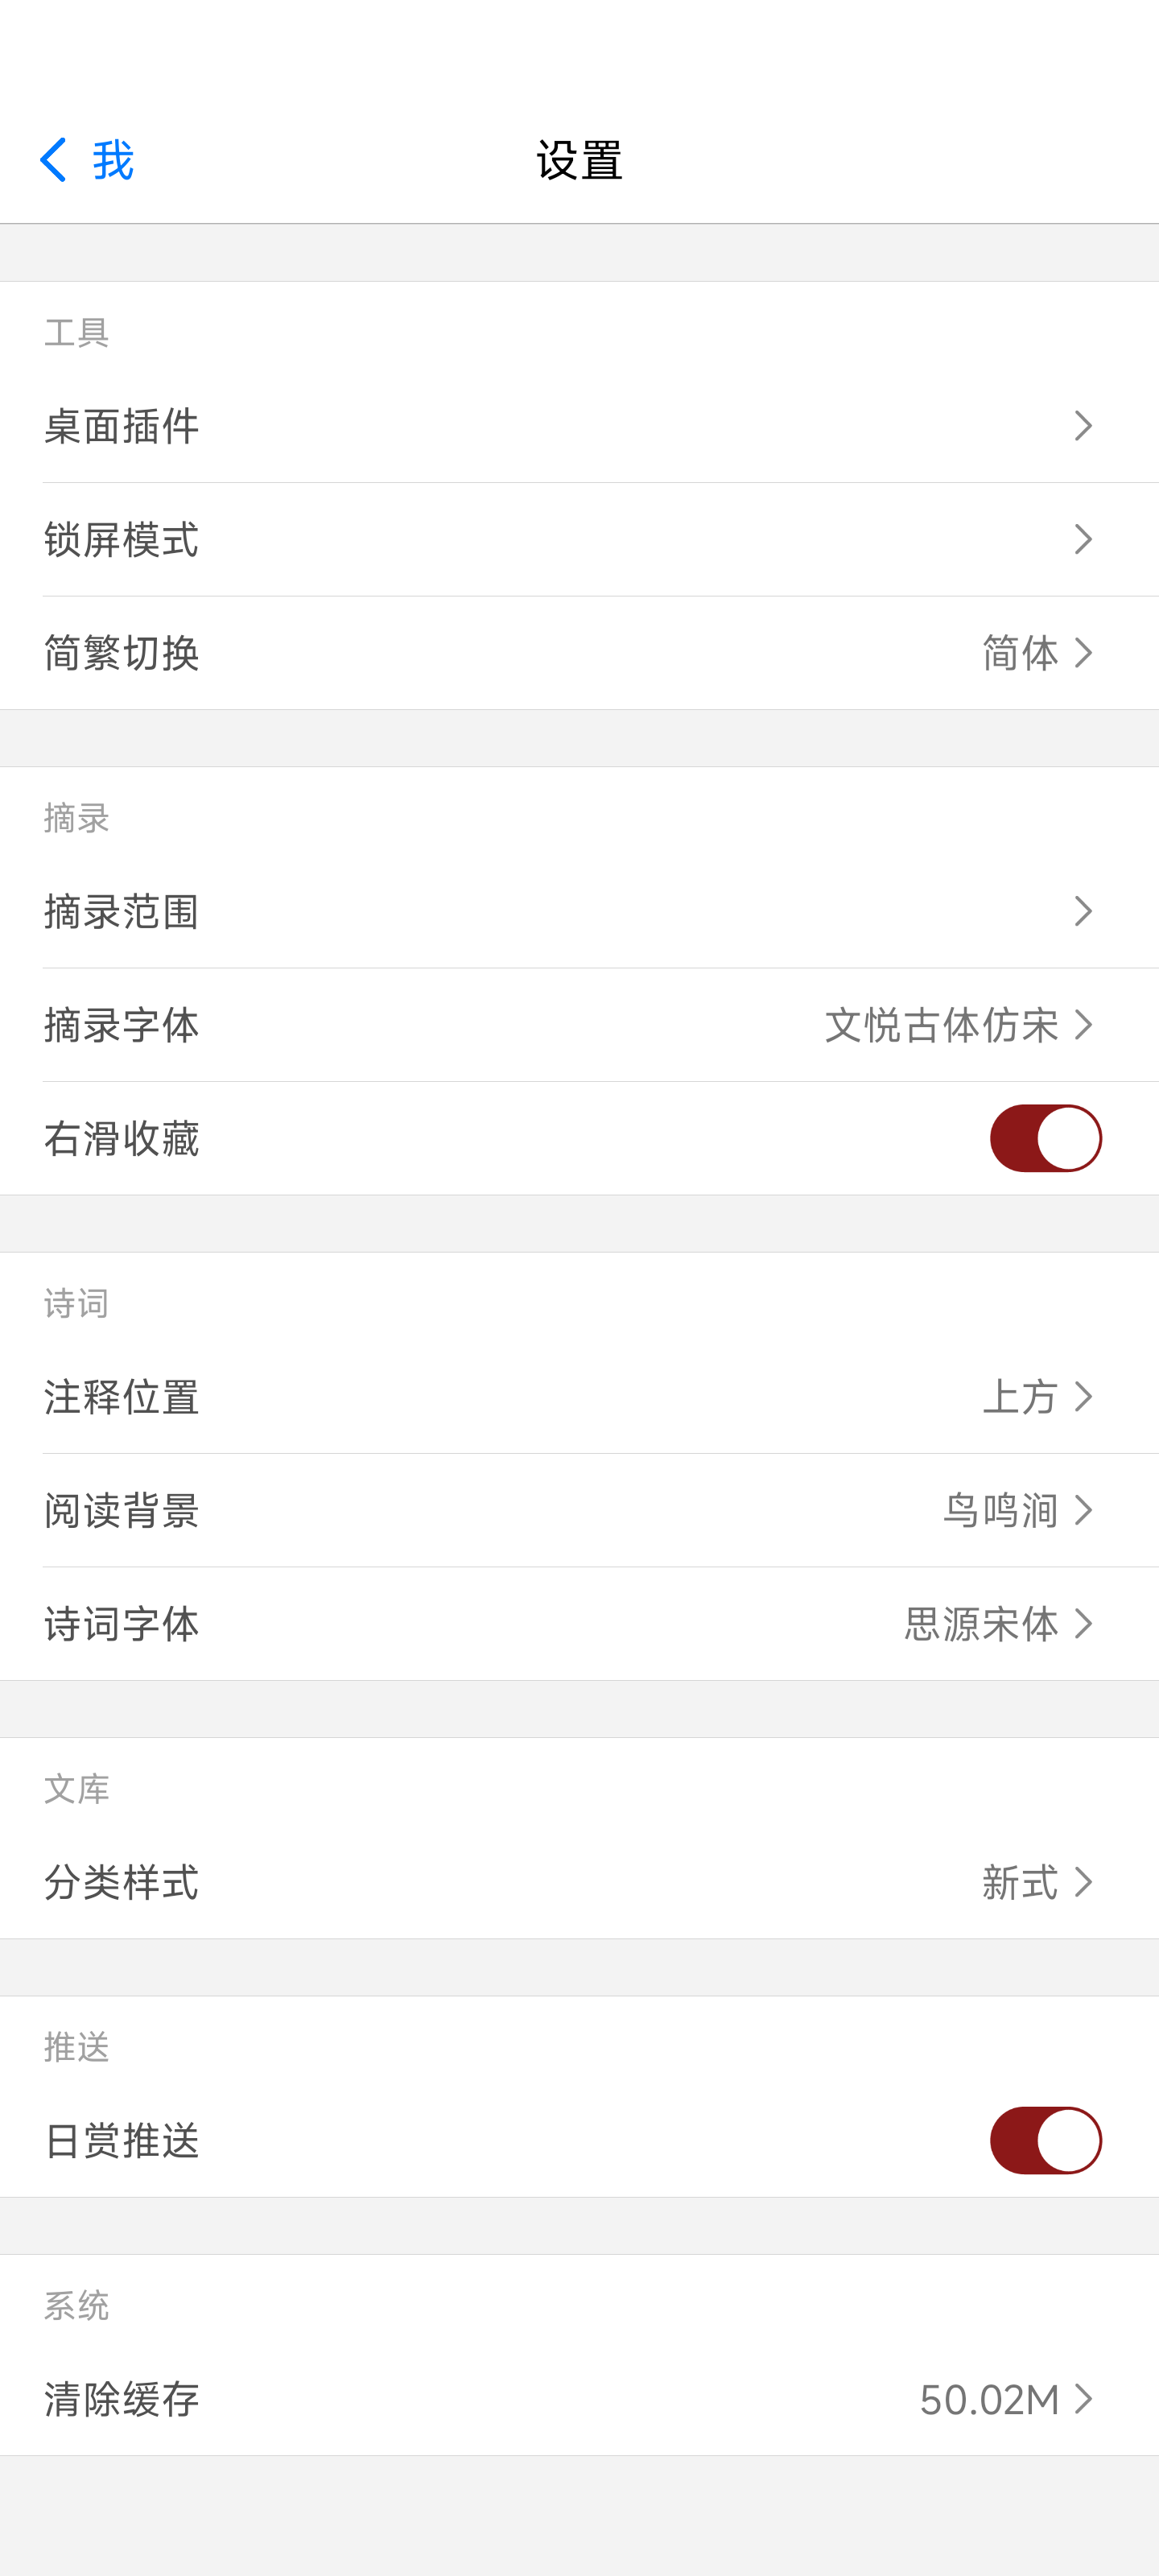 我 设置
工具
桌面插件
锁屏模式
简繁切换 简体
摘录
摘录范围
摘录字体 文悦古体仿宋
右滑收藏
诗词
注释位置 上方
阅读背景 鸟鸣涧
诗词字体 思源宋体
文库
分类样式 新式
推送
日赏推送
系统
清除缓存 50.02M